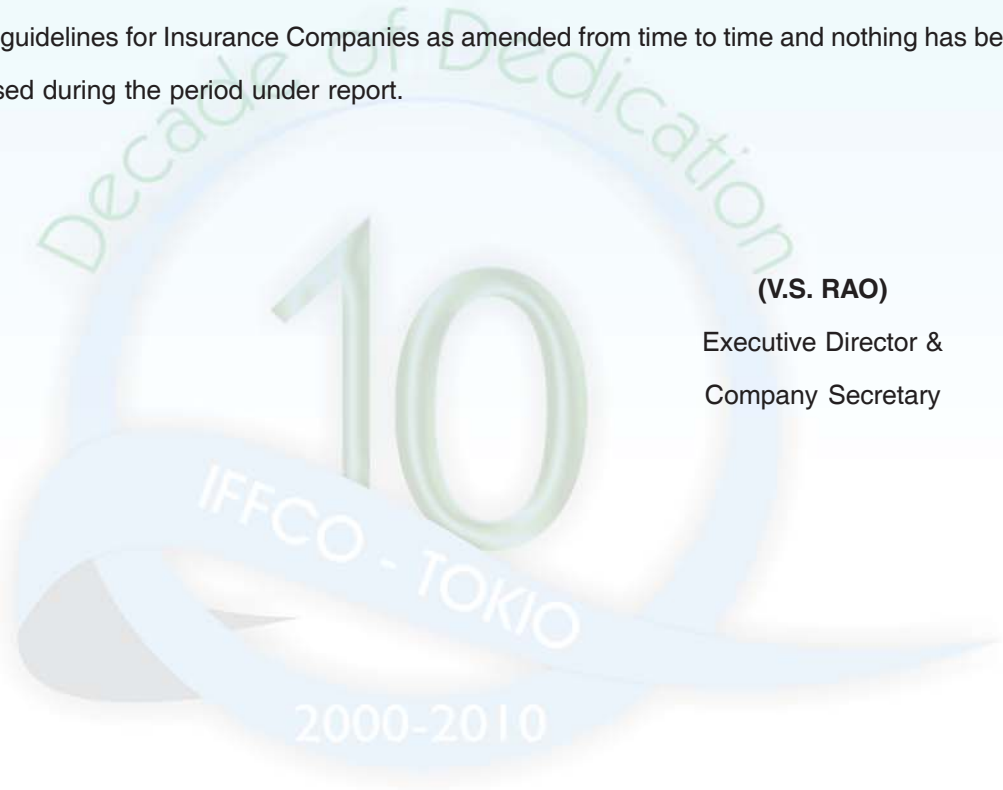 guidelines for Insurance Companies as amended from time to time and nothing has be
sed during the period under report.
Decade of Dedication
(V.S. RAO)
Executive Director &
Company Secretary
10
IFFCO - TOKIO
2000-2010